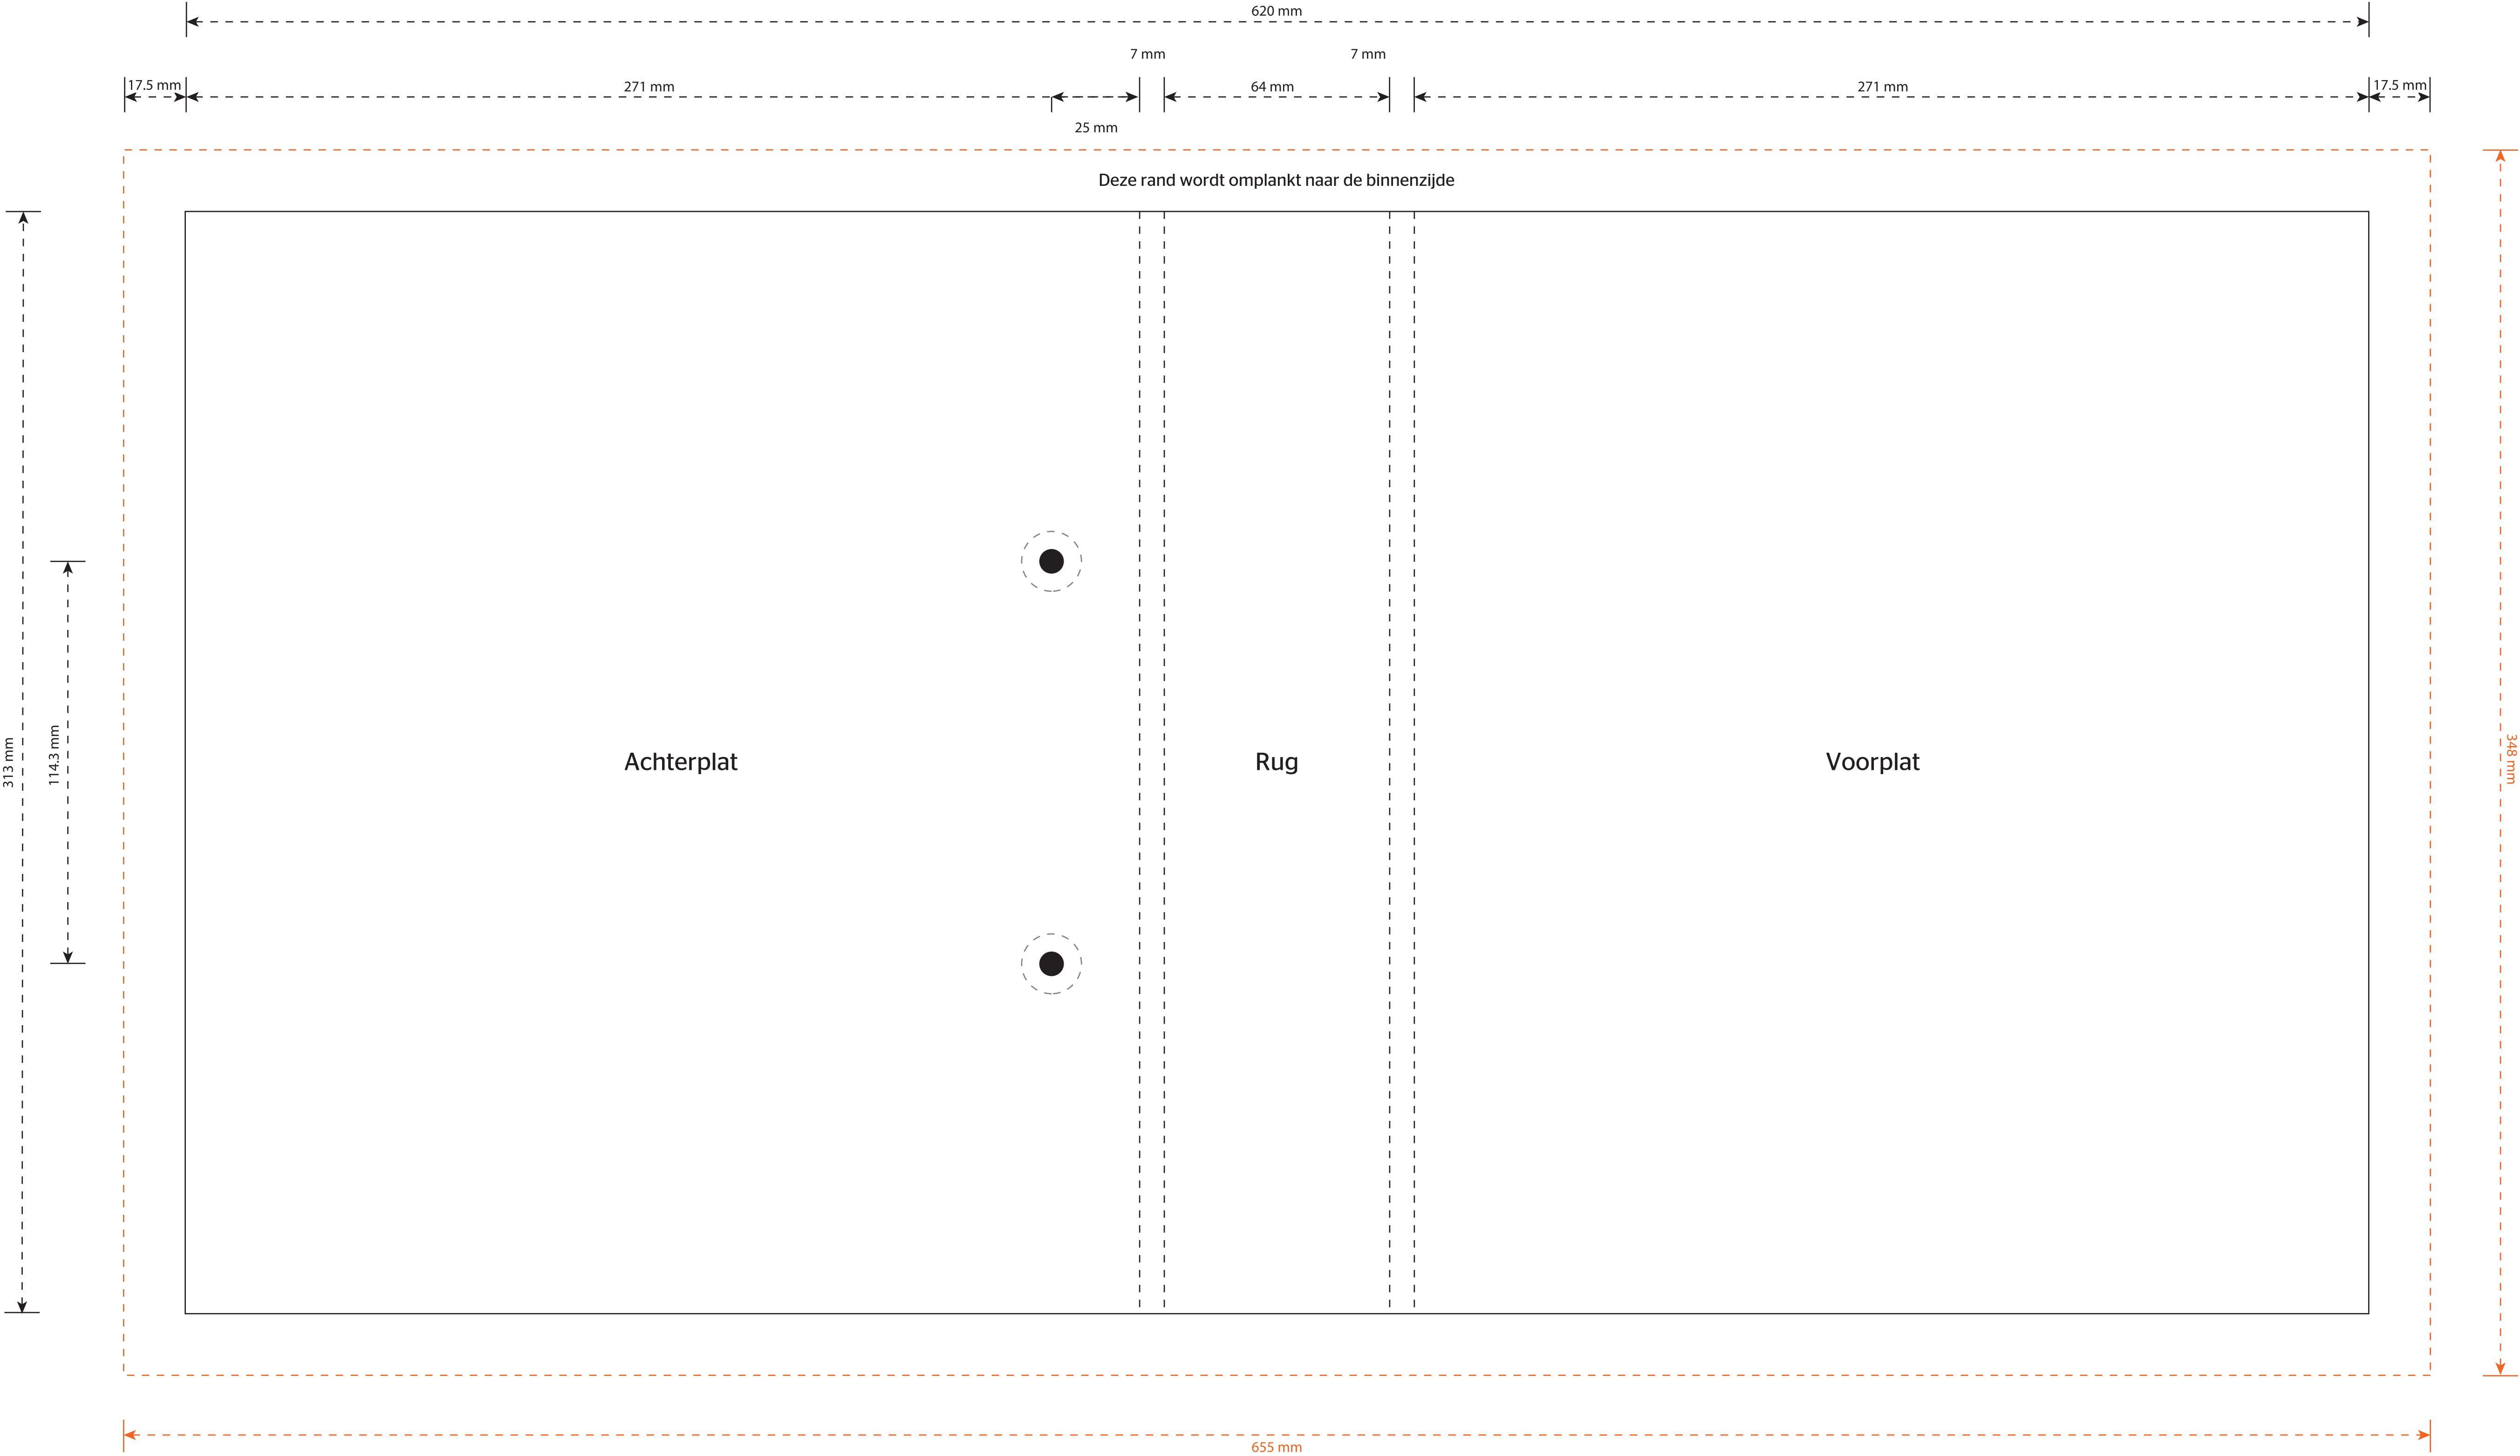 620 mm
7 mm
7 mm
17.5 mm
271 mm
64 mm
271 mm
17.5 mm
25 mm
Deze rand wordt omplankt naar de binnenzijde
313 mm
114.3 mm
Achterplat
Rug
Voorplat
348 mm
655 mm